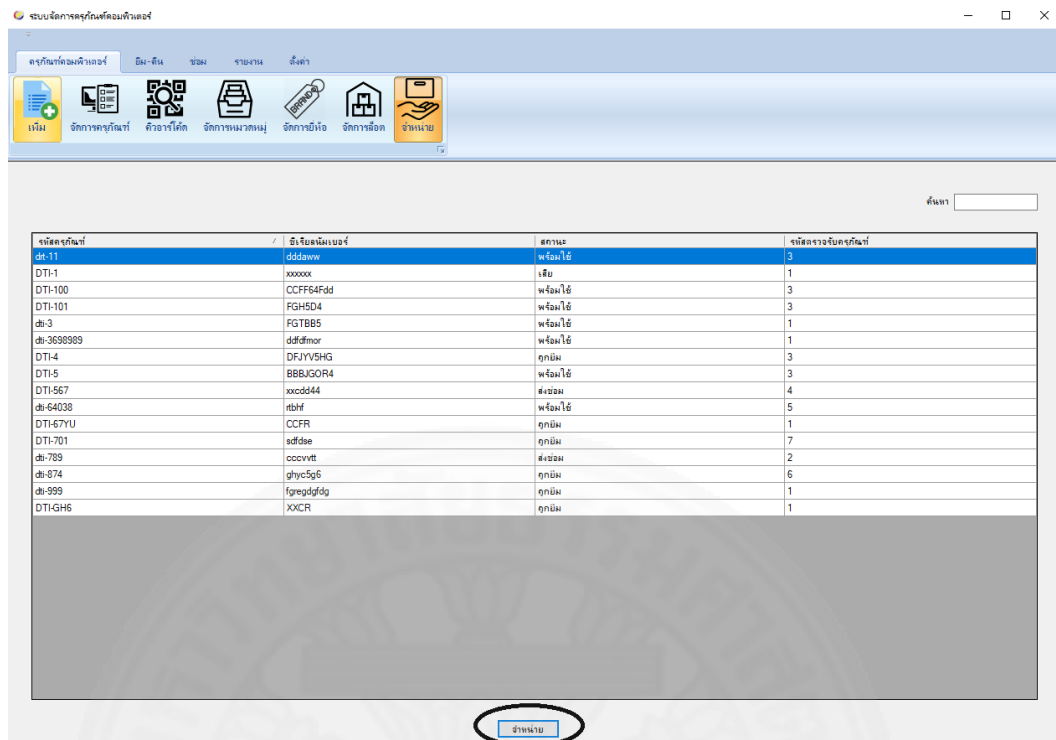 ระบบจัดการครุภัณฑ์คอมพิวเตอร์
ครุภัณฑ์คอมพิวเตอร์ ยืม-คืน ซ่อม รายงาน ตั้งค่า
BRAND
เพิ่ม จัดการครุภัณฑ์ คิวอาร์โค้ด จัดการหมวดหมู่ จัดการยี่ห้อ จัดการล็อต จำหน่าย
ค้นหา
รหัสครุภัณฑ์ ซีเรียลนัมเบอร์ สถานะ รหัสตรวจรับครุภัณฑ์
drt-11 dddaww พร้อมใช้ 3
DTI-1 xxxxxx เสีย 1
DTI-100 CCFF64Fdd พร้อมใช้ 3
DTI-101 FGH5D4 พร้อมใช้ 3
dti-3 FGTBB5 พร้อมใช้ 1
dti-3698989 ddfdfmor พร้อมใช้ 1
DTI-4 DFJYV5HG ถูกยืม 3
DTI-5 BBBJGOR4 พร้อมใช้ 3
DTI-567 xxcdd44 ส่งซ่อม 4
dti-64038 rtbhf พร้อมใช้ 5
DTI-67YU CCFR ถูกยืม 1
DTI-701 sdfdse ถูกยืม 7
dti-789 cccvvtt ส่งซ่อม 2
dti-874 ghyc5g6 ถูกยืม 6
dti-999 fgregdgfdg ถูกยืม 1
DTI-GH6 XXCR ถูกยืม 1
จำหน่าย